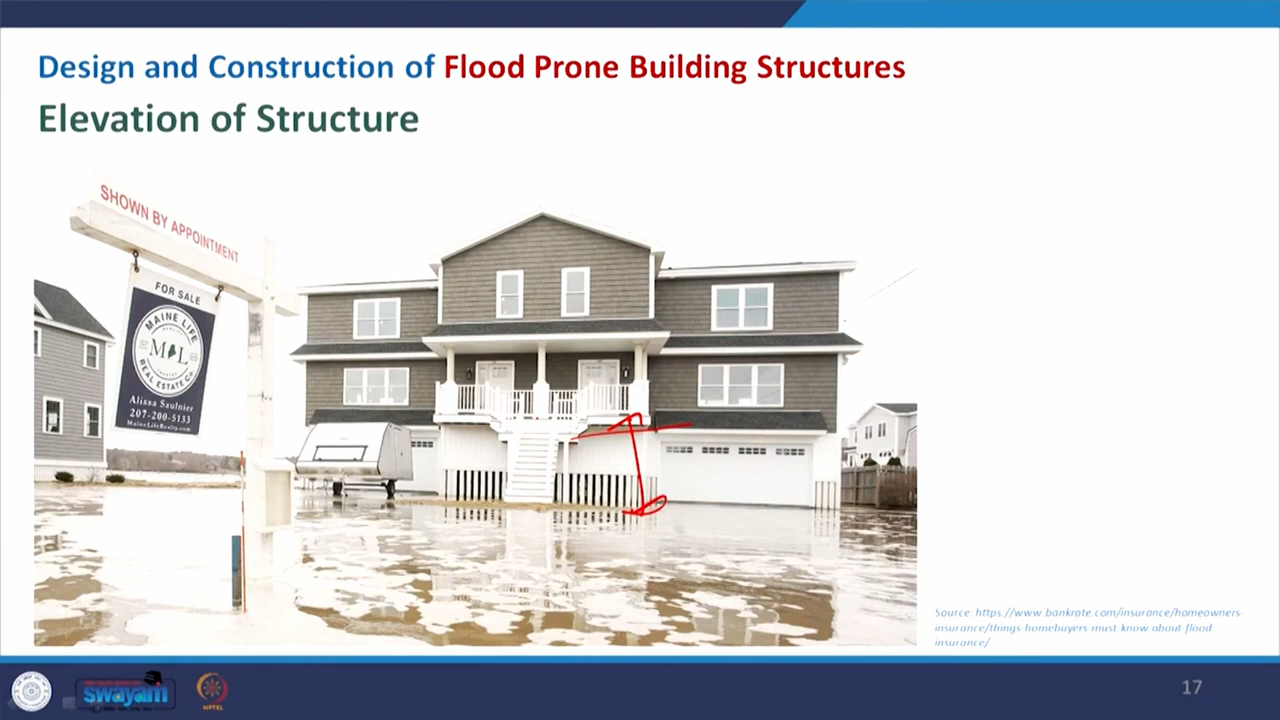 Design and Construction of Flood Prone Building Structures
Elevation of Structure
SHOWN BY APPOINTMENT
FOR SALE
MAINE LIFE
M L
REAL ESTATE Co
Alissa Saulnier
207-200-5133
MaineLifeRealty.com
Source: https://www.bankrate.com/insurance/homeowners-
insurance/things-homebuyers-must-know-about-flood-
insurance/
swayam
NPTEL
17